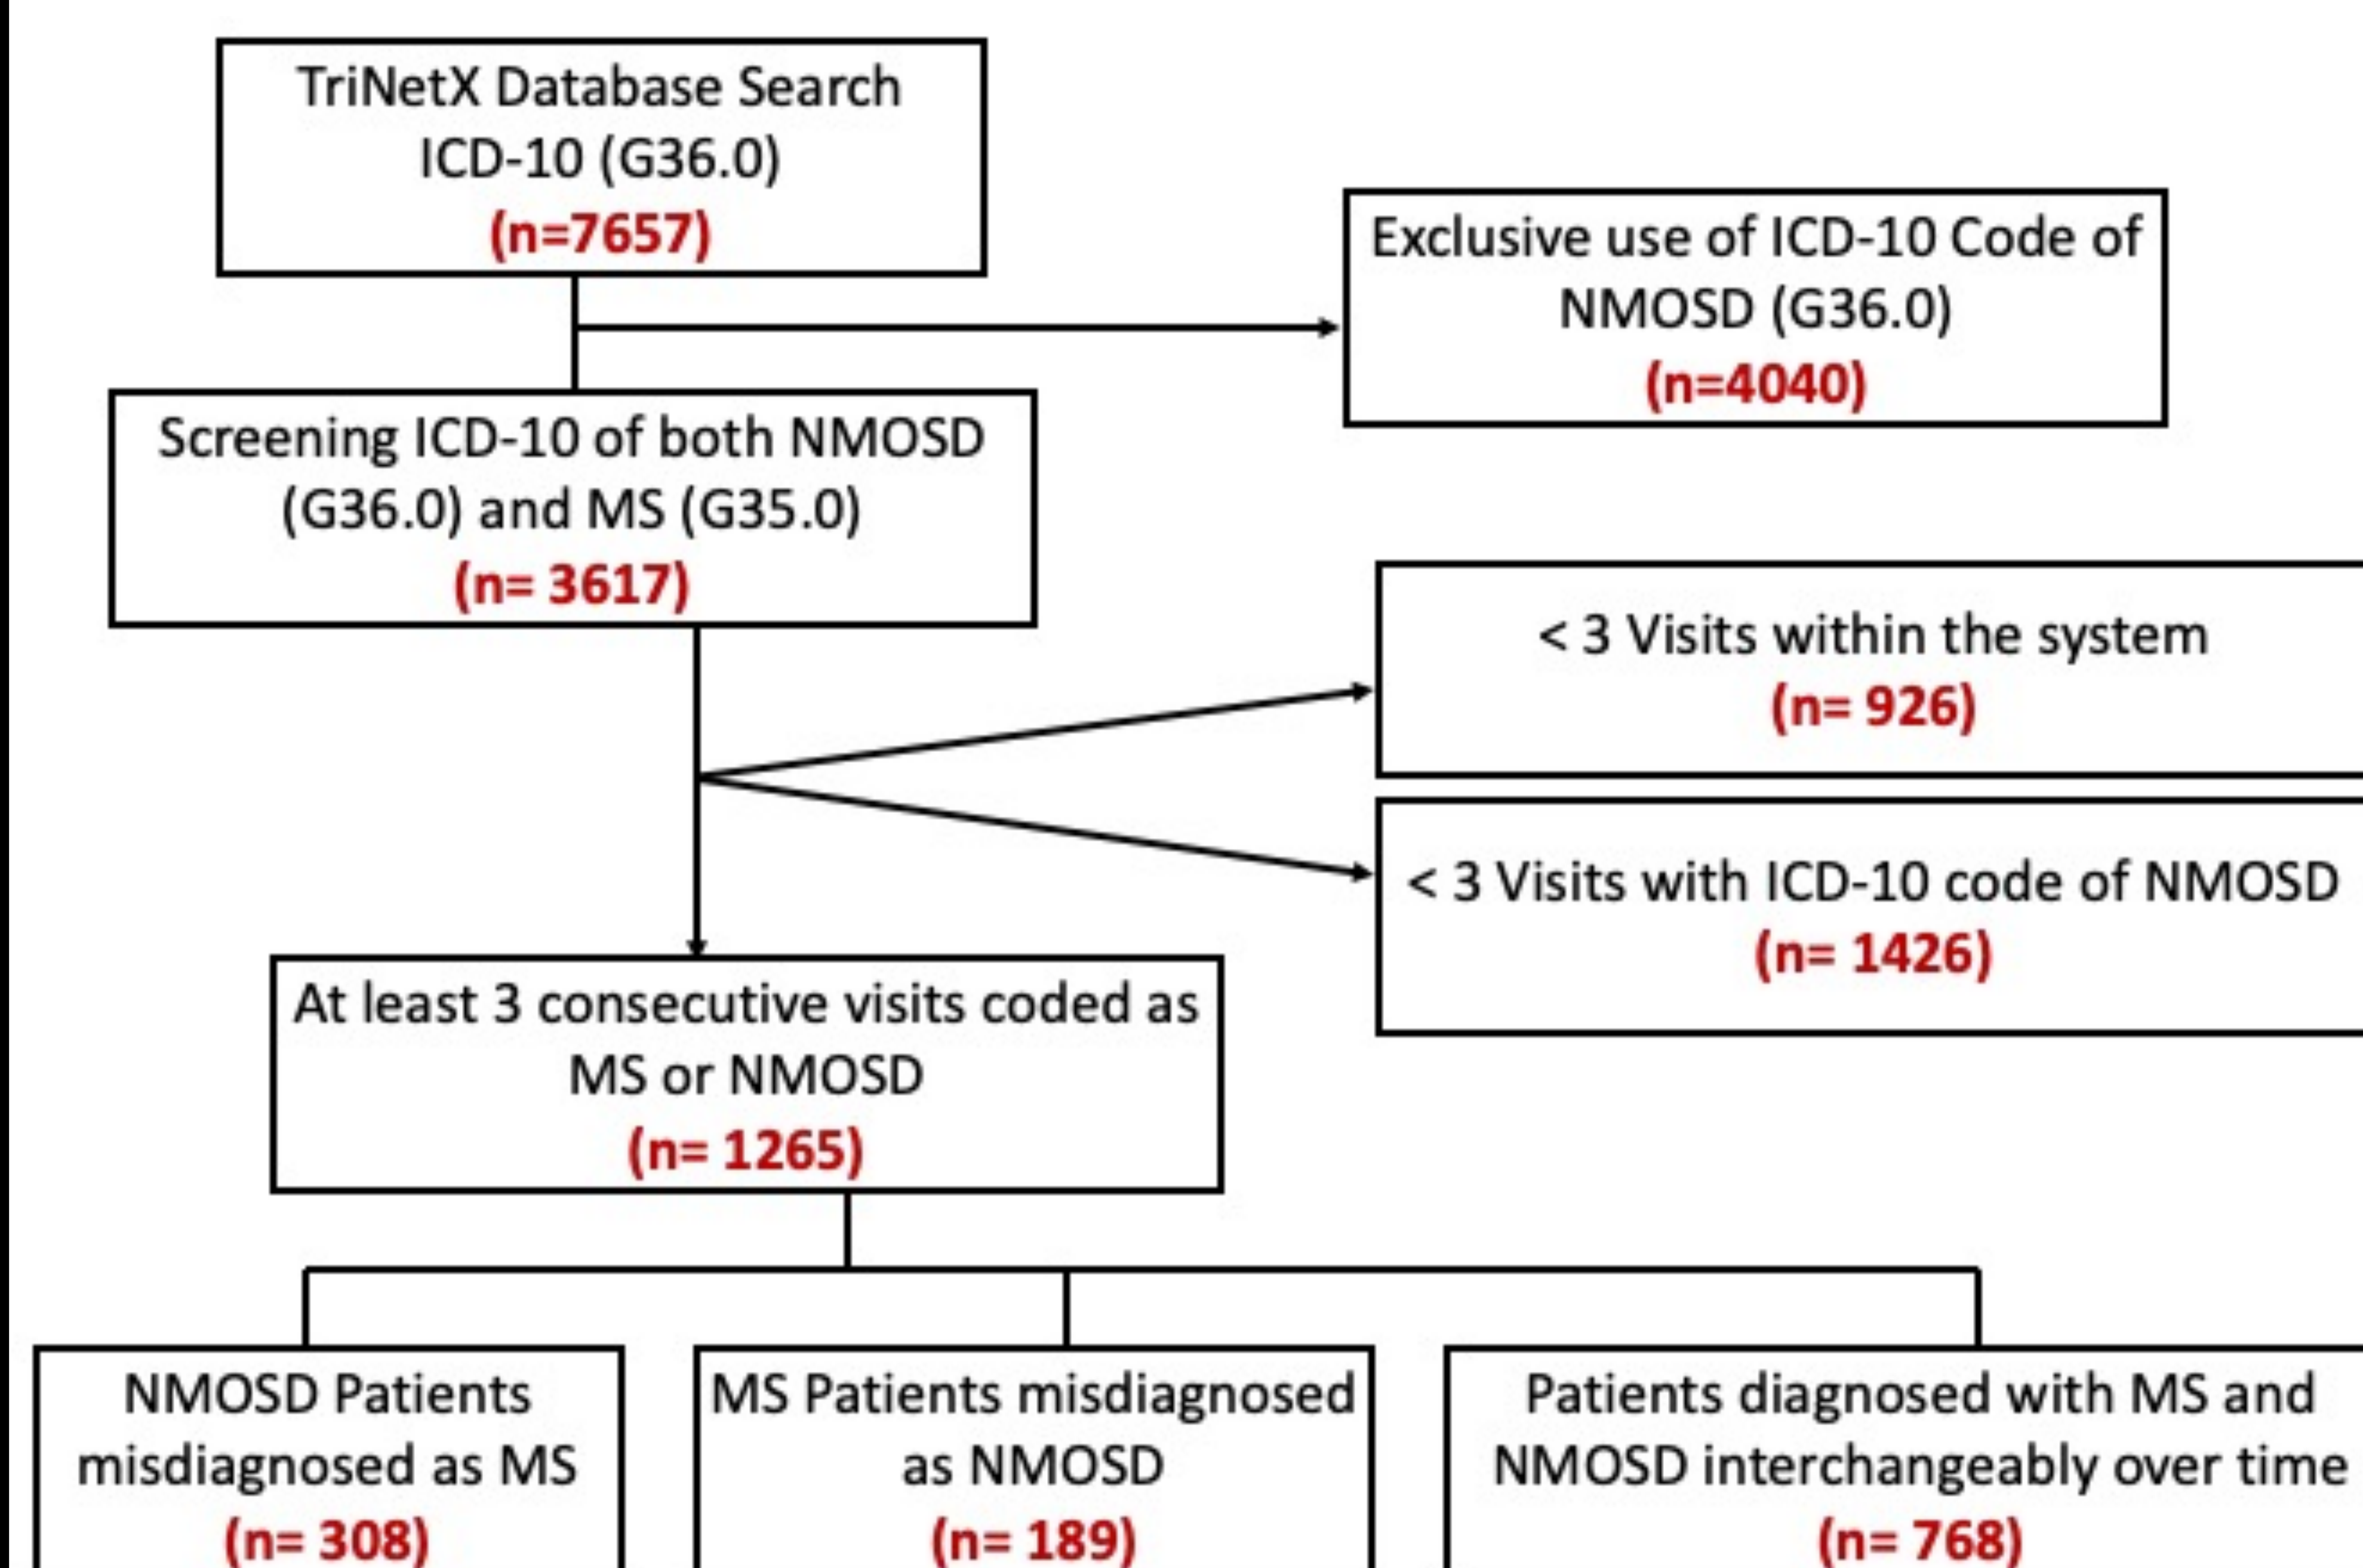 TriNetX Database Search
ICD-10 (G36.0)
(n=7657)
Exclusive use of ICD-10 Code of
NMOSD (G36.0)
(n=4040)
Screening ICD-10 of both NMOSD
(G36.0) and MS (G35.0)
(n= 3617)
< 3 Visits within the system
(n= 926)
< 3 Visits with ICD-10 code of NMOSD
(n= 1426)
At least 3 consecutive visits coded as
MS or NMOSD
(n= 1265)
NMOSD Patients
misdiagnosed as MS
(n= 308)
MS Patients misdiagnosed
as NMOSD
(n= 189)
Patients diagnosed with MS and
NMOSD interchangeably over time
(n= 768)